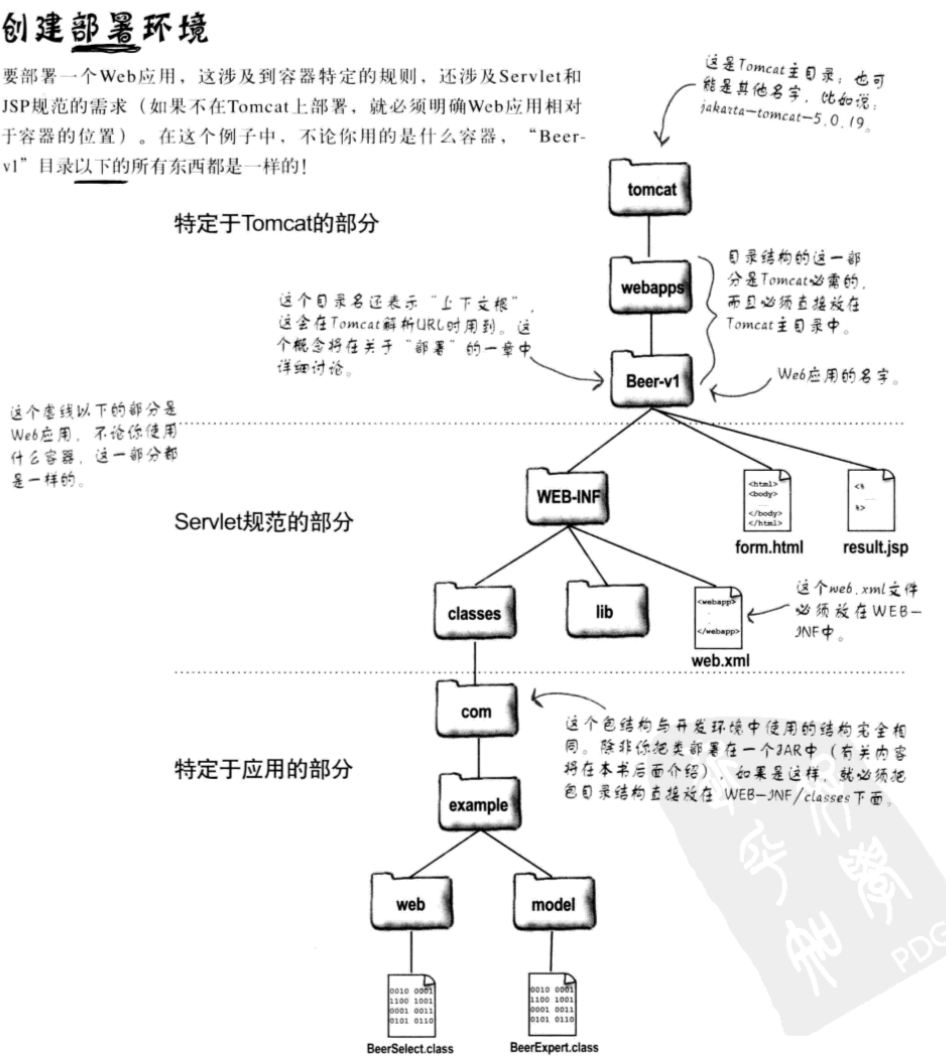 创建部署环境
要部署一个Web应用，这涉及到容器特定的规则，还涉及Servlet和
JSP规范的需求（如果不在Tomcat上部署，就必须明确Web应用相对
于容器的位置）。在这个例子中，不论你用的是什么容器，“Beer-
v1”目录以下的所有东西都是一样的！
这是Tomcat主目录；也可
能是其他名字，比如说：
jakarta-tomcat-5.0.19。
tomcat
特定于Tomcat的部分
webapps
目录结构的这一部
分是Tomcat必需的，
而且必须直接放在
Tomcat主目录中。
这个目录名还表示“上下文根”，
这会在Tomcat解析URL时用到。这
个概念将在关于“部署”的一章中
详细讨论。
Beer-v1
Web应用的名字。
这个虚线以下的部分是
Web应用，不论你使用
什么容器，这一部分都
是一样的。
WEB-INF
<html>
<body>
</body>
</html>
form.html
<%
%>
result.jsp
Servlet规范的部分
classes
lib
<webapp>
</webapp>
web.xml
这个web.xml文件
必须放在WEB-
INF中。
com
这个包结构与开发环境中使用的结构完全相
同。除非你把类部署在一个JAR中（有关内容
将在本书后面介绍），如果是这样，就必须把
包目录结构直接放在 WEB-INF/classes下面。
特定于应用的部分
example
web
model
0010 0001
1100 1001
0001 0011
0101 0110
BeerSelect.class
0010 0001
1100 1001
0001 0011
0101 0110
BeerExpert.class
PDG